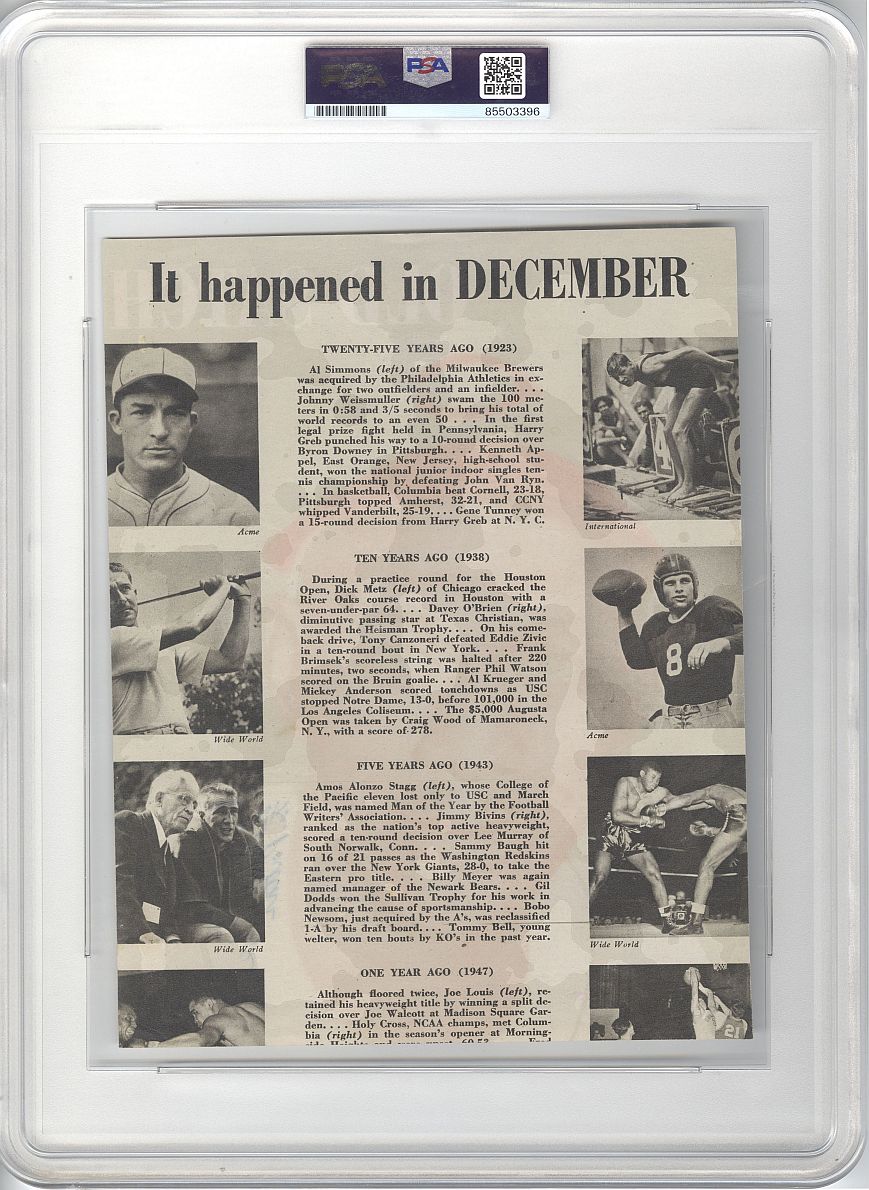 PSA
85503396
It happened in DECEMBER
TWENTY-FIVE YEARS AGO (1923)
Al Simmons (left) of the Milwaukee Brewers
was acquired by the Philadelphia Athletics in ex-
change for two outfielders and an infielder. . . .
Johnny Weissmuller (right) swam the 100 me-
ters in 0:58 and 3/5 seconds to bring his total of
world records to an even 50 . . . In the first
legal prize fight held in Pennsylvania, Harry
Greb punched his way to a 10-round decision over
Byron Downey in Pittsburgh. . . . Kenneth Ap-
pel, East Orange, New Jersey, high-school stu-
dent, won the national junior indoor singles ten-
nis championship by defeating John Van Ryn.
. . . In basketball, Columbia beat Cornell, 23-18,
Pittsburgh topped Amherst, 32-21, and CCNY
whipped Vanderbilt, 25-19. . . . Gene Tunney won
a 15-round decision from Harry Greb at N. Y. C.
Acme
International
TEN YEARS AGO (1938)
During a practice round for the Houston
Open, Dick Metz (left) of Chicago cracked the
River Oaks course record in Houston with a
seven-under-par 64. . . . Davey O'Brien (right),
diminutive passing star at Texas Christian, was
awarded the Heisman Trophy. . . . On his come-
back drive, Tony Canzoneri defeated Eddie Zivic
in a ten-round bout in New York. . . . Frank
Brimsek's scoreless string was halted after 220
minutes, two seconds, when Ranger Phil Watson
scored on the Bruin goalie. . . . Al Krueger and
Mickey Anderson scored touchdowns as USC
stopped Notre Dame, 13-0, before 101,000 in the
Los Angeles Coliseum. . . . The $5,000 Augusta
Open was taken by Craig Wood of Mamaroneck,
N. Y., with a score of 278.
8
Wide World
Acme
FIVE YEARS AGO (1943)
Amos Alonzo Stagg (left), whose College of
the Pacific eleven lost only to USC and March
Field, was named Man of the Year by the Football
Writers' Association. . . . Jimmy Bivins (right),
ranked as the nation's top active heavyweight,
scored a ten-round decision over Lee Murray of
South Norwalk, Conn. . . . Sammy Baugh hit
on 16 of 21 passes as the Washington Redskins
ran over the New York Giants, 28-0, to take the
Eastern pro title. . . . Billy Meyer was again
named manager of the Newark Bears. . . . Gil
Dodds won the Sullivan Trophy for his work in
advancing the cause of sportsmanship. . . . Bobo
Newsom, just acquired by the A's, was reclassified
1-A by his draft board. . . . Tommy Bell, young
welter, won ten bouts by KO's in the past year.
Wide World
Wide World
ONE YEAR AGO (1947)
Although floored twice, Joe Louis (left), re-
tained his heavyweight title by winning a split de-
cision over Joe Walcott at Madison Square Gar-
den. . . . Holy Cross, NCAA champs, met Colum-
bia (right) in the season's opener at Morning-
21